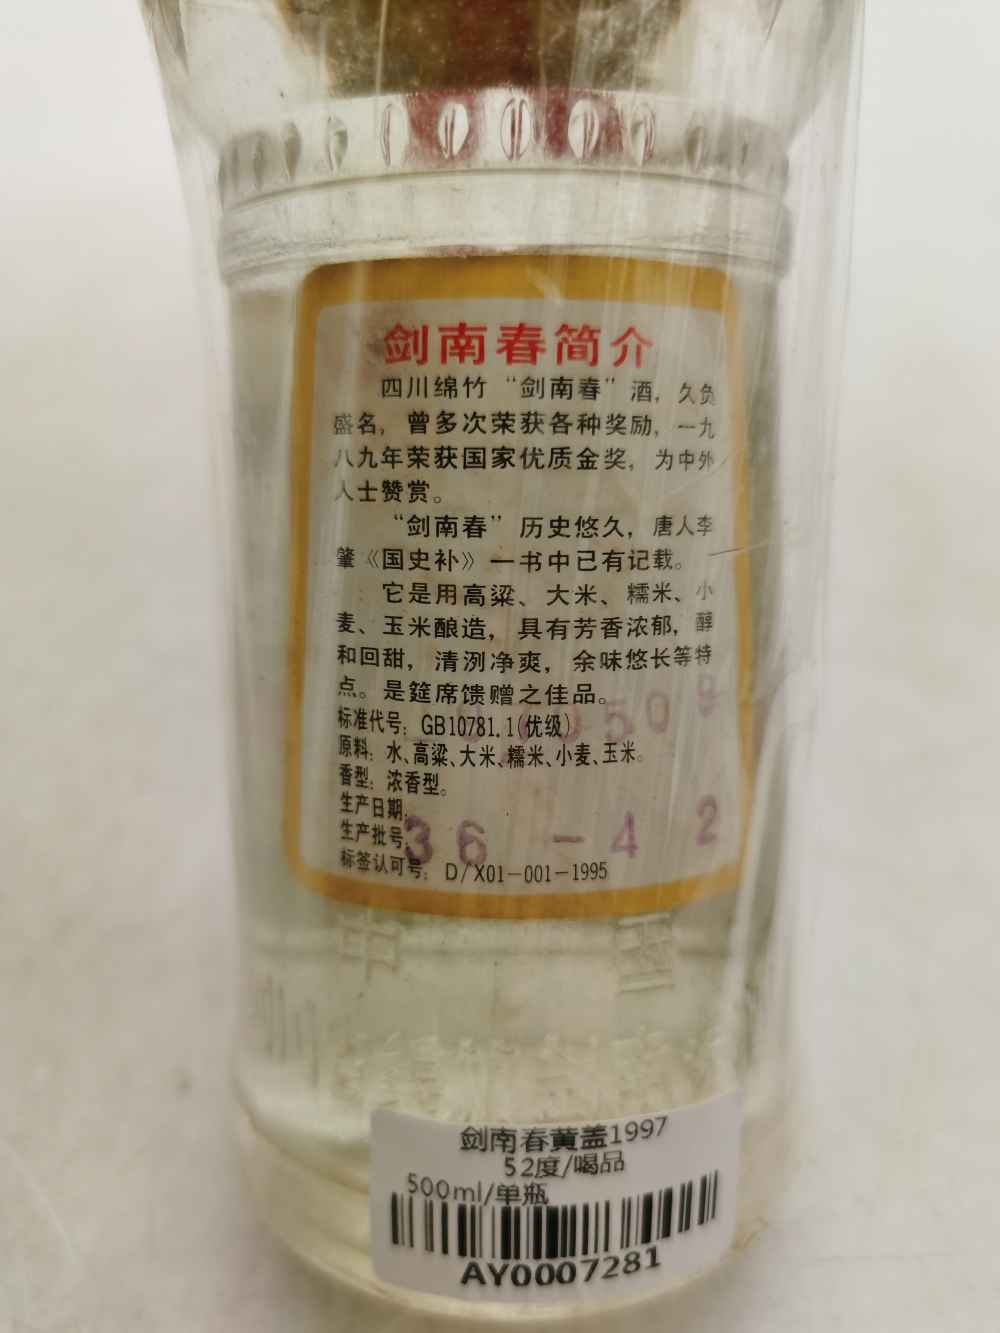 剑南春简介
四川绵竹“剑南春”酒，久负
盛名，曾多次荣获各种奖励，一九
八九年荣获国家优质金奖，为中外
人士赞赏。
“剑南春”历史悠久，唐人李
肇《国史补》一书中已有记载。
它是用高粱、大米、糯米、小
麦、玉米酿造，具有芳香浓郁，醇
和回甜，清洌净爽，余味悠长等特
点。是筵席馈赠之佳品。
标准代号：GB10781.1(优级)
原料：水、高粱、大米、糯米、小麦、玉米。
香型：浓香型。
生产日期：
生产批号：36-42
标签认可号：D/X01-001-1995
中国
剑南春黄盖1997
52度/喝品
500ml/单瓶
AY0007281